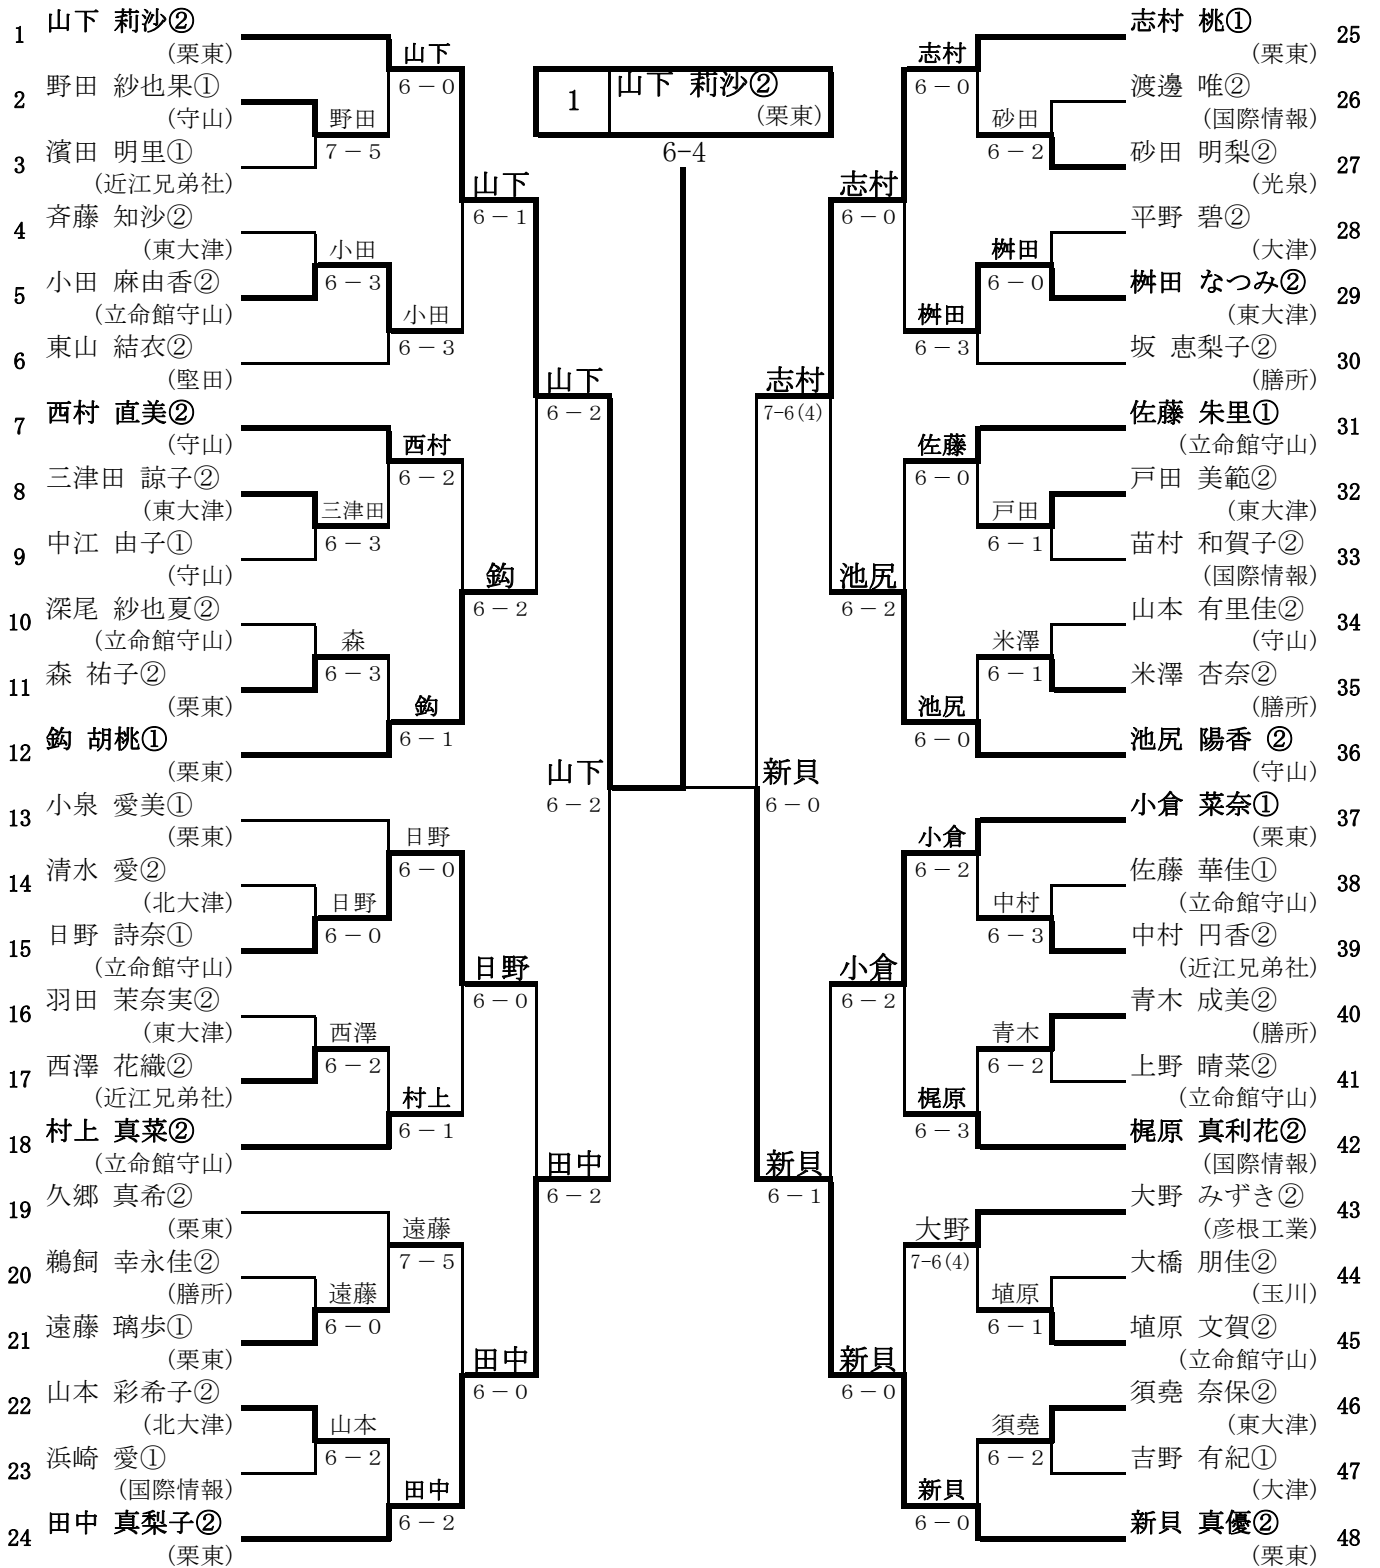 1 山下 莉沙②
(栗東)
2 野田 紗也果①
(守山)
3 濱田 明里①
(近江兄弟社)
4 斉藤 知沙②
(東大津)
5 小田 麻由香②
(立命館守山)
6 東山 結衣②
(堅田)
7 西村 直美②
(守山)
8 三津田 諒子②
(東大津)
9 中江 由子①
(守山)
10 深尾 紗也夏②
(立命館守山)
11 森 祐子②
(栗東)
12 鈎 胡桃①
(栗東)
13 小泉 愛美①
(栗東)
14 清水 愛②
(北大津)
15 日野 詩奈①
(立命館守山)
16 羽田 茉奈実②
(東大津)
17 西澤 花織②
(近江兄弟社)
18 村上 真菜②
(立命館守山)
19 久郷 真希②
(栗東)
20 鵜飼 幸永佳②
(膳所)
21 遠藤 璃歩①
(栗東)
22 山本 彩希子②
(北大津)
23 浜崎 愛①
(国際情報)
24 田中 真梨子②
(栗東)
野田
7－5
小田
6－3
三津田
6－3
森
6－3
日野
6－0
西澤
6－2
遠藤
6－0
山本
6－2
山下
6－0
小田
6－3
西村
6－2
鈎
6－1
日野
6－0
村上
6－1
遠藤
7－5
田中
6－2
山下
6－1
鈎
6－2
日野
6－0
田中
6－0
山下
6－2
田中
6－2
山下
6－2
1 山下 莉沙②
(栗東)
6-4
新貝
6－0
志村
7-6(4)
新貝
6－1
志村
6－0
池尻
6－2
小倉
6－2
新貝
6－0
志村
6－0
桝田
6－3
佐藤
6－0
池尻
6－0
小倉
6－2
梶原
6－3
大野
7-6(4)
新貝
6－0
砂田
6－2
桝田
6－0
戸田
6－1
米澤
6－1
中村
6－3
青木
6－2
埴原
6－1
須堯
6－2
志村 桃① 25
(栗東)
渡邊 唯② 26
(国際情報)
砂田 明梨② 27
(光泉)
平野 碧② 28
(大津)
桝田 なつみ② 29
(東大津)
坂 恵梨子② 30
(膳所)
佐藤 朱里① 31
(立命館守山)
戸田 美範② 32
(東大津)
苗村 和賀子② 33
(国際情報)
山本 有里佳② 34
(守山)
米澤 杏奈② 35
(膳所)
池尻 陽香 ② 36
(守山)
小倉 菜奈① 37
(栗東)
佐藤 華佳① 38
(立命館守山)
中村 円香② 39
(近江兄弟社)
青木 成美② 40
(膳所)
上野 晴菜② 41
(立命館守山)
梶原 真利花② 42
(国際情報)
大野 みずき② 43
(彦根工業)
大橋 朋佳② 44
(玉川)
埴原 文賀② 45
(立命館守山)
須堯 奈保② 46
(東大津)
吉野 有紀① 47
(大津)
新貝 真優② 48
(栗東)